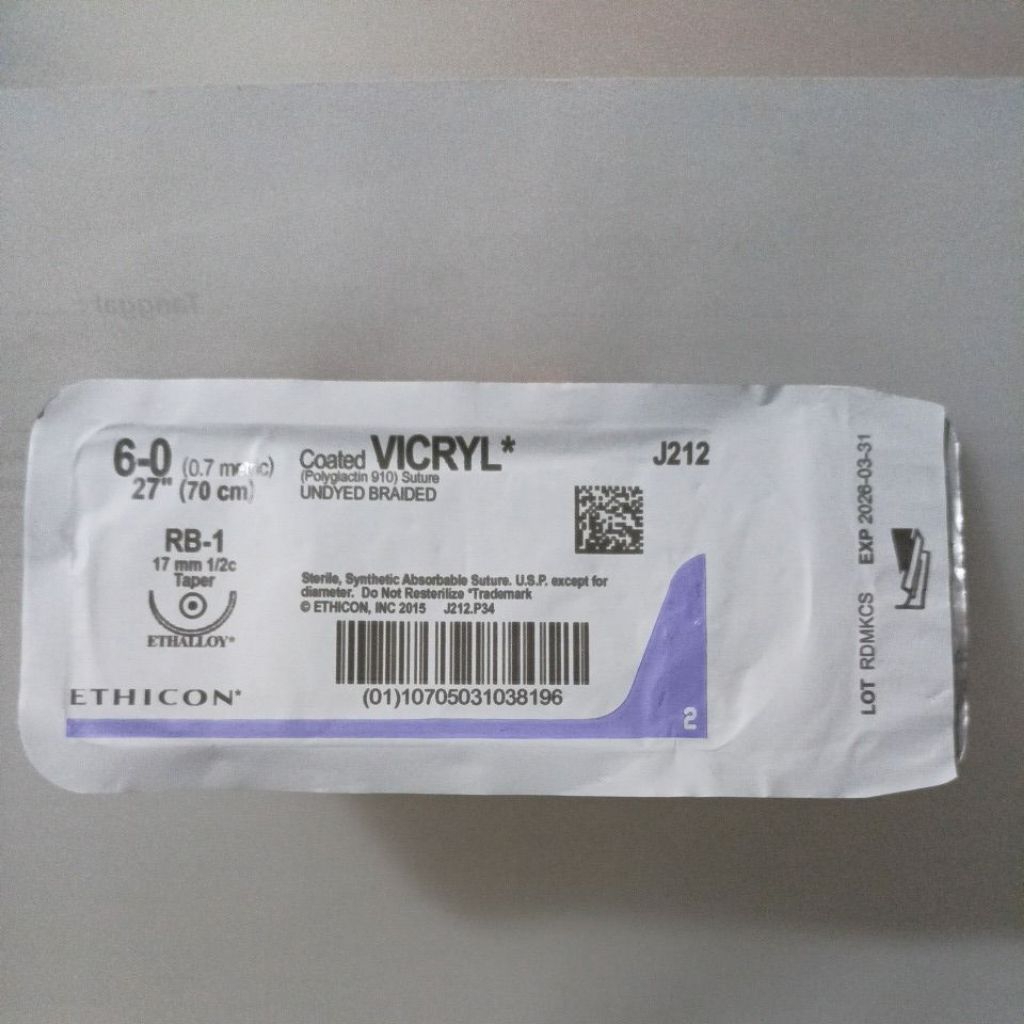 6-0 (0.7 metric)
27" (70 cm)
Coated VICRYL*
(Polyglactin 910) Suture
UNDYED BRAIDED
J212
RB-1
17 mm 1/2c
Taper
ETHALLOY*
Sterile, Synthetic Absorbable Suture. U.S.P. except for
diameter. Do Not Resterilize *Trademark
© ETHICON, INC 2015 J212.P34
(01)10705031038196
ETHICON*
2
LOT RDMKCS EXP 2026-03-31
Tanggal :